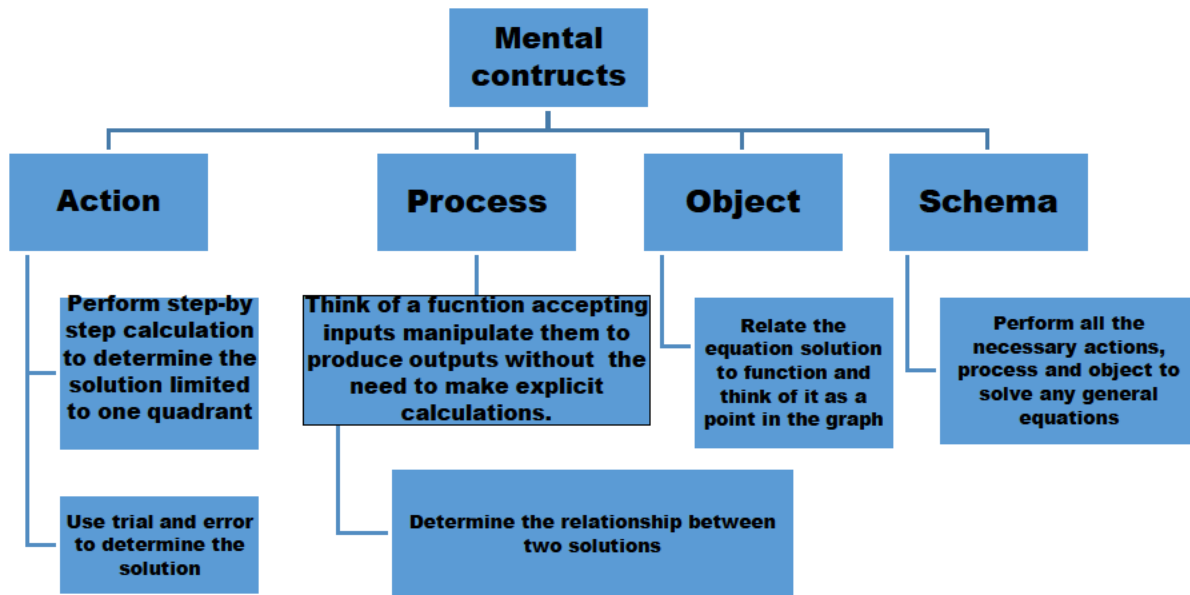 Mental
contructs
Action
Process
Object
Schema
Perform step-by
step calculation
to determine the
solution limited
to one quadrant
Use trial and error
to determine the
solution
Think of a fucntion accepting
inputs manipulate them to
produce outputs without the
need to make explicit
calculations.
Determine the relationship between
two solutions
Relate the
equation solution
to function and
think of it as a
point in the graph
Perform all the
necessary actions,
process and object to
solve any general
equations